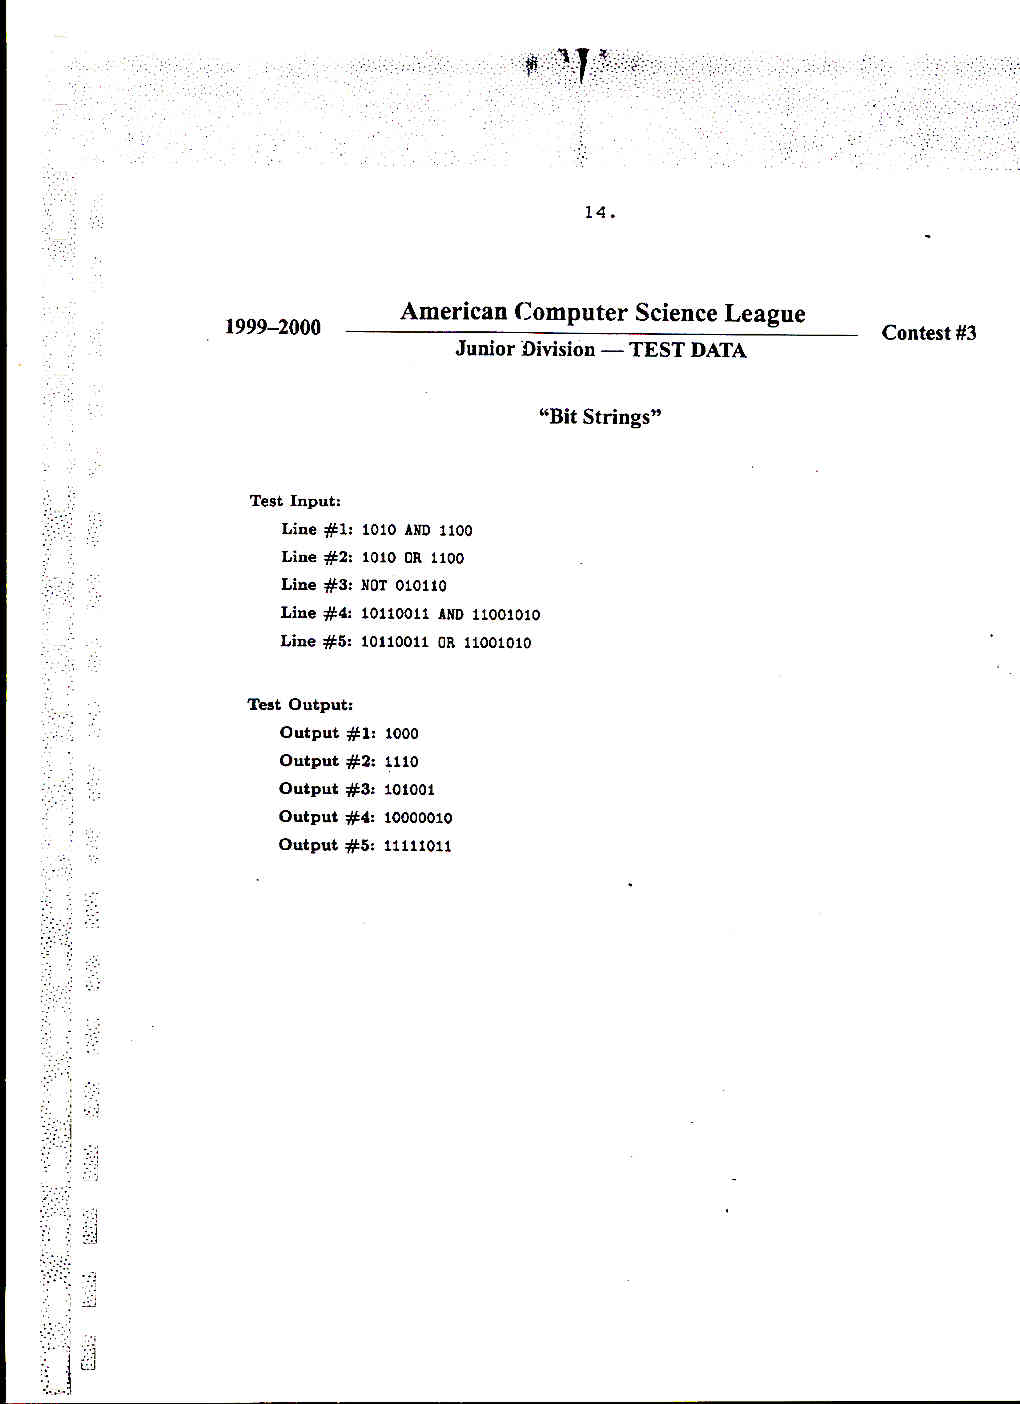 14.
American Computer Science League
1999–2000
Contest #3
Junior Division — TEST DATA
“Bit Strings”
Test Input:
Line #1: 1010 AND 1100
Line #2: 1010 OR 1100
Line #3: NOT 010110
Line #4: 10110011 AND 11001010
Line #5: 10110011 OR 11001010
Test Output:
Output #1: 1000
Output #2: 1110
Output #3: 101001
Output #4: 10000010
Output #5: 11111011